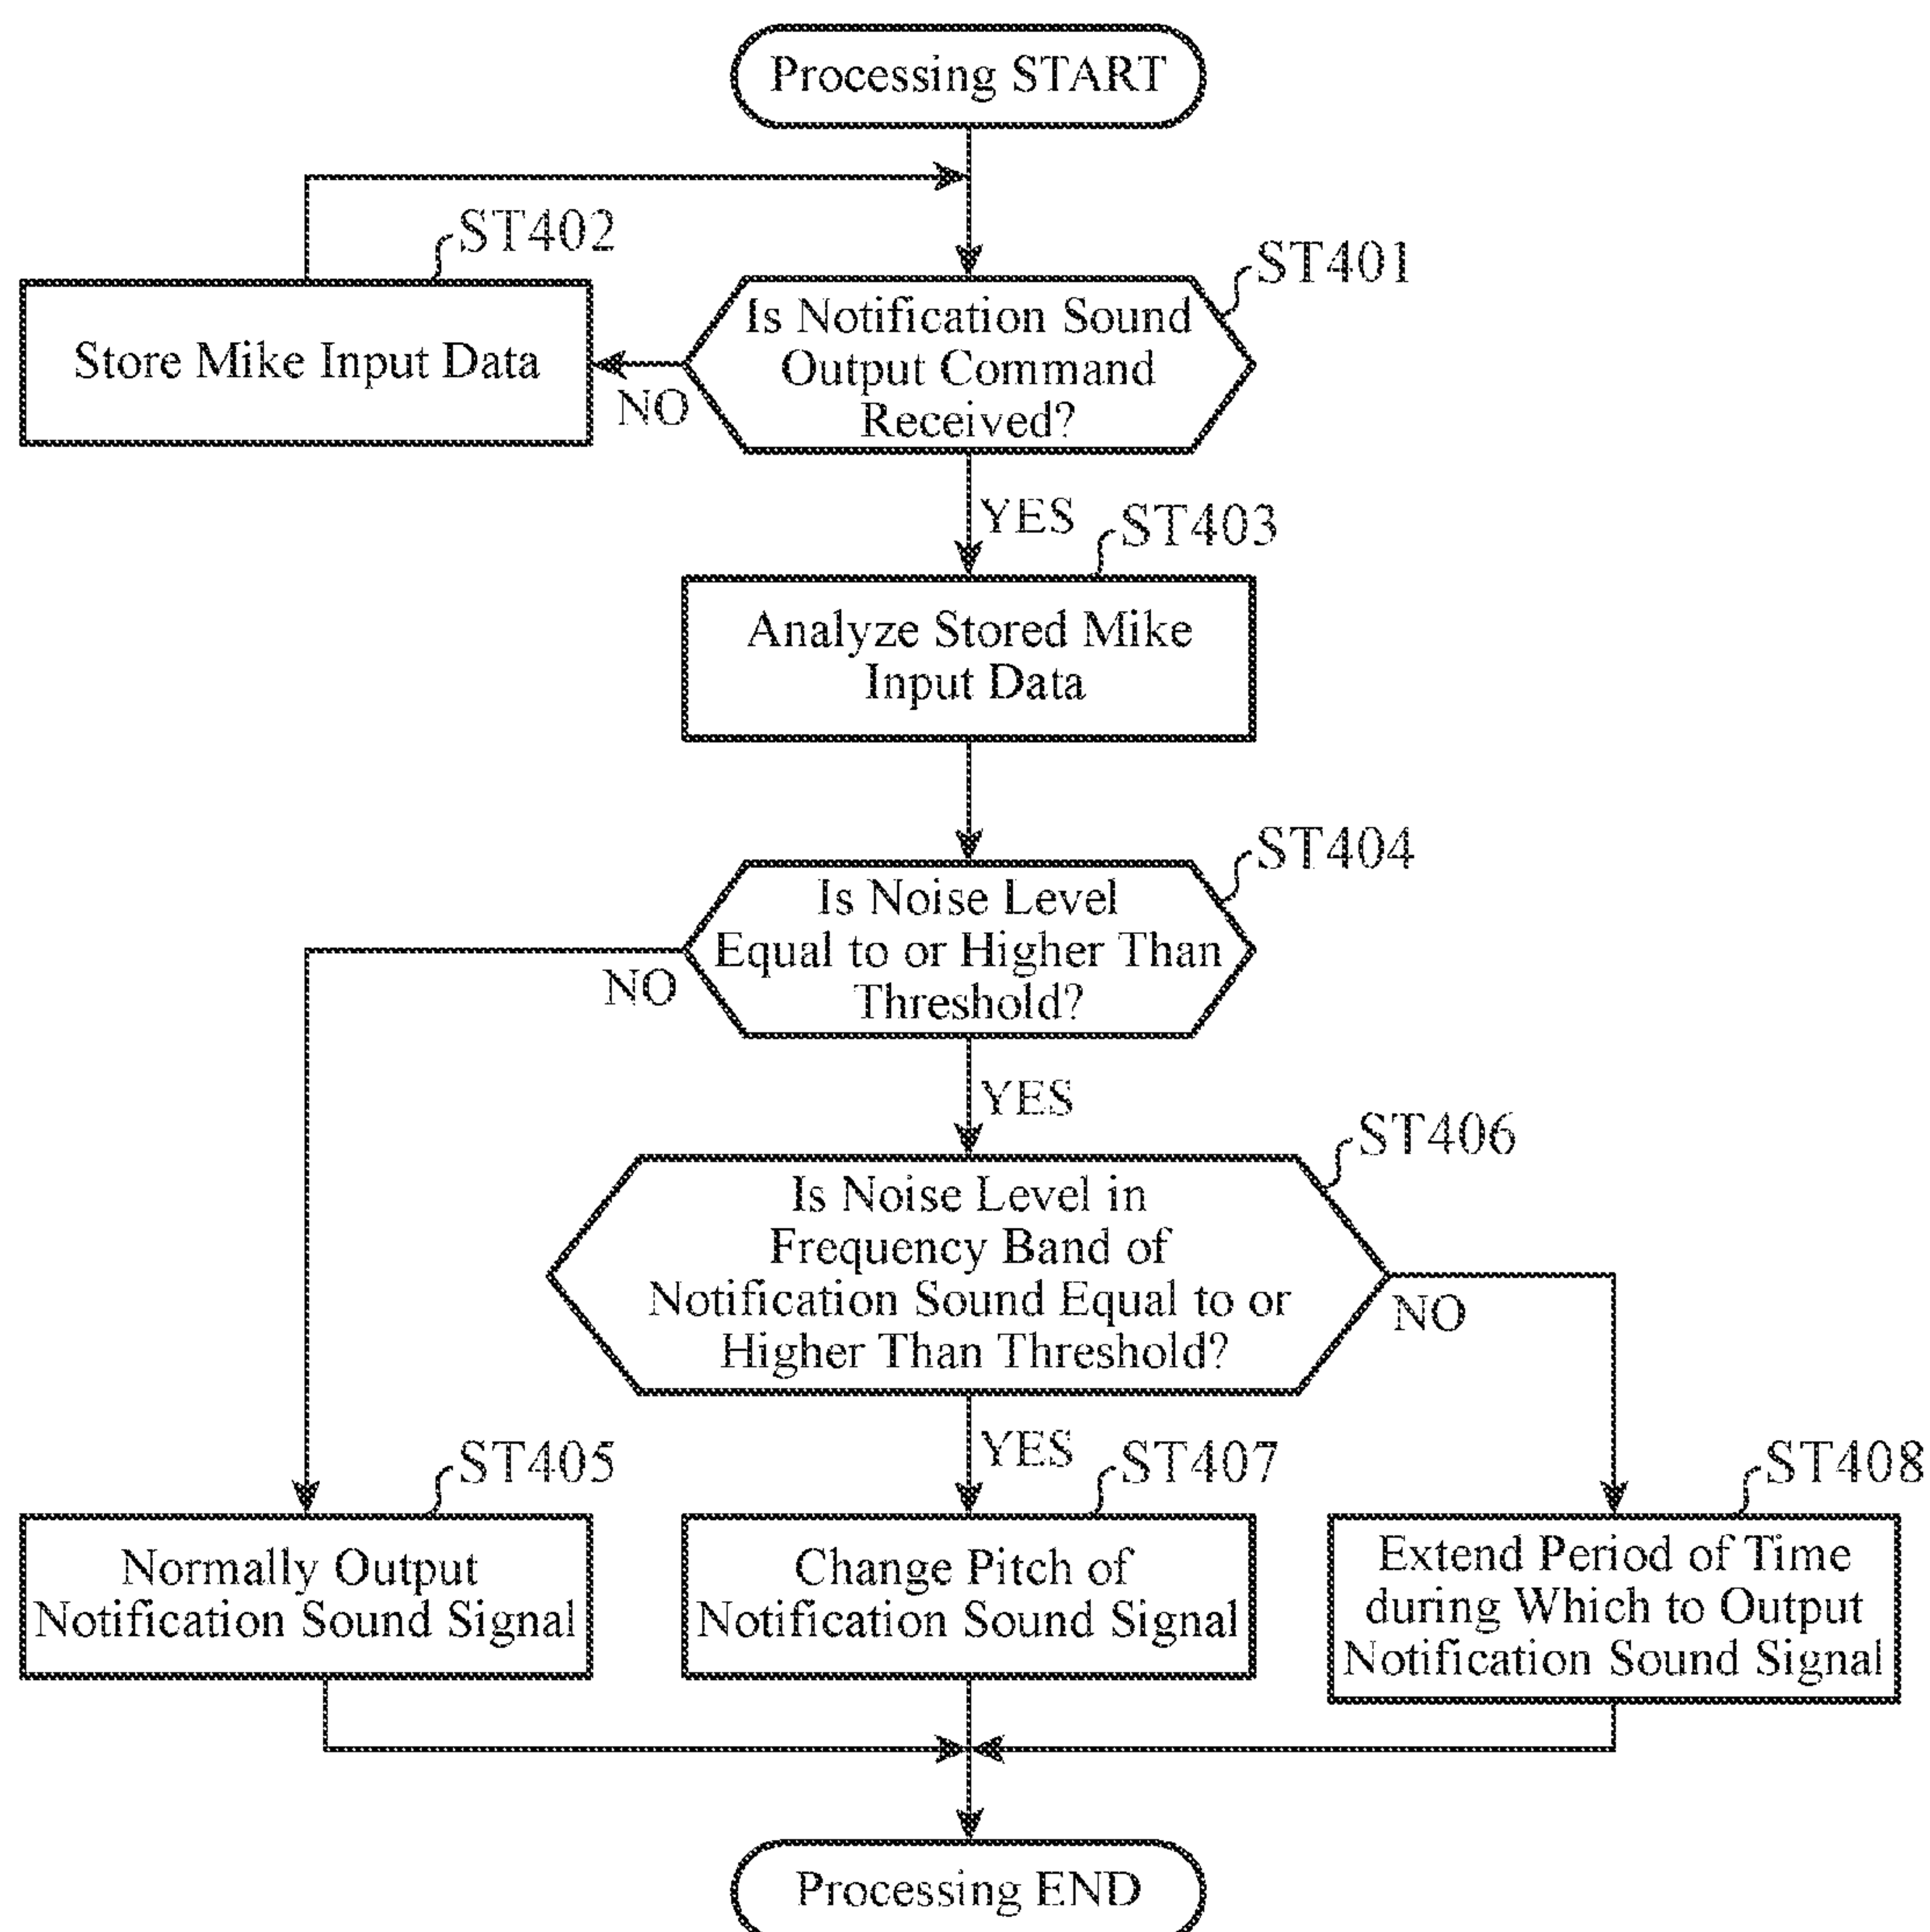 Processing START
ST402
ST401
Is Notification Sound
Output Command
Received?
Store Mike Input Data
NO
YES
ST403
Analyze Stored Mike
Input Data
ST404
Is Noise Level
Equal to or Higher Than
Threshold?
NO
YES
ST406
Is Noise Level in
Frequency Band of
Notification Sound Equal to or
Higher Than Threshold?
NO
YES
ST405
ST407
ST408
Normally Output
Notification Sound Signal
Change Pitch of
Notification Sound Signal
Extend Period of Time
during Which to Output
Notification Sound Signal
Processing END